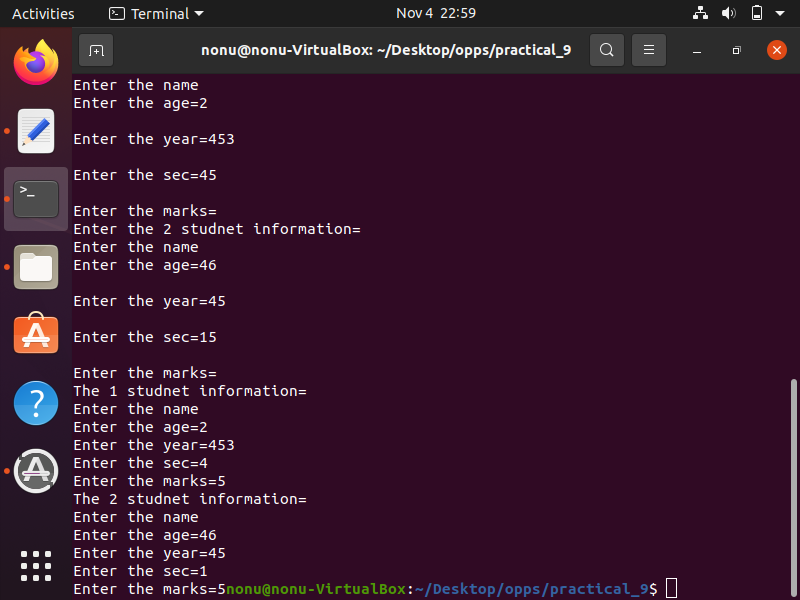 Activities Terminal Nov 4 22:59
nonu@nonu-VirtualBox: ~/Desktop/opps/practical_9
Enter the name
Enter the age=2
Enter the year=453
Enter the sec=45
Enter the marks=
Enter the 2 studnet information=
Enter the name
Enter the age=46
Enter the year=45
Enter the sec=15
Enter the marks=
The 1 studnet information=
Enter the name
Enter the age=2
Enter the year=453
Enter the sec=4
Enter the marks=5
The 2 studnet information=
Enter the name
Enter the age=46
Enter the year=45
Enter the sec=1
Enter the marks=5nonu@nonu-VirtualBox:~/Desktop/opps/practical_9$